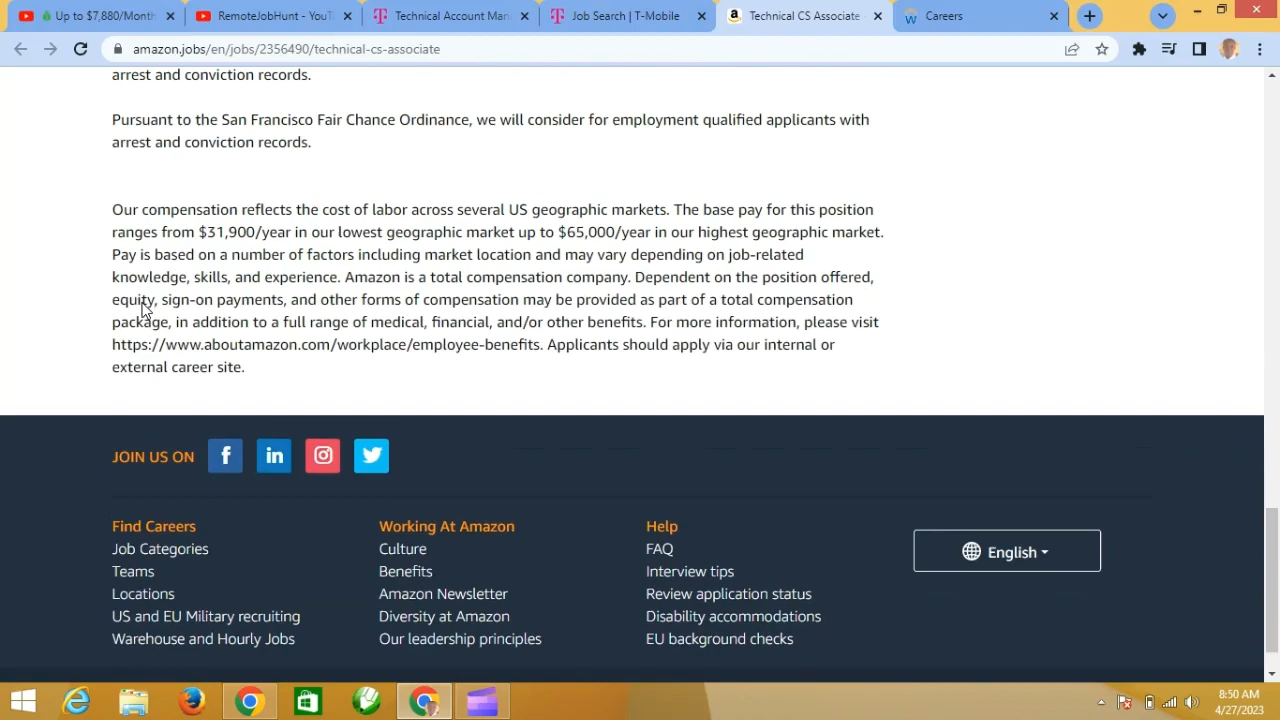 Up to $7,880/Month
RemoteJobHunt - YouT
Technical Account Man
Job Search | T-Mobile
Technical CS Associate
Careers
amazon.jobs/en/jobs/2356490/technical-cs-associate
arrest and conviction records.
Pursuant to the San Francisco Fair Chance Ordinance, we will consider for employment qualified applicants with
arrest and conviction records.
Our compensation reflects the cost of labor across several US geographic markets. The base pay for this position
ranges from $31,900/year in our lowest geographic market up to $65,000/year in our highest geographic market.
Pay is based on a number of factors including market location and may vary depending on job-related
knowledge, skills, and experience. Amazon is a total compensation company. Dependent on the position offered,
equity, sign-on payments, and other forms of compensation may be provided as part of a total compensation
package, in addition to a full range of medical, financial, and/or other benefits. For more information, please visit
https://www.aboutamazon.com/workplace/employee-benefits. Applicants should apply via our internal or
external career site.
JOIN US ON
Find Careers
Job Categories
Teams
Locations
US and EU Military recruiting
Warehouse and Hourly Jobs
Working At Amazon
Culture
Benefits
Amazon Newsletter
Diversity at Amazon
Our leadership principles
Help
FAQ
Interview tips
Review application status
Disability accommodations
EU background checks
English
8:50 AM
4/27/2023